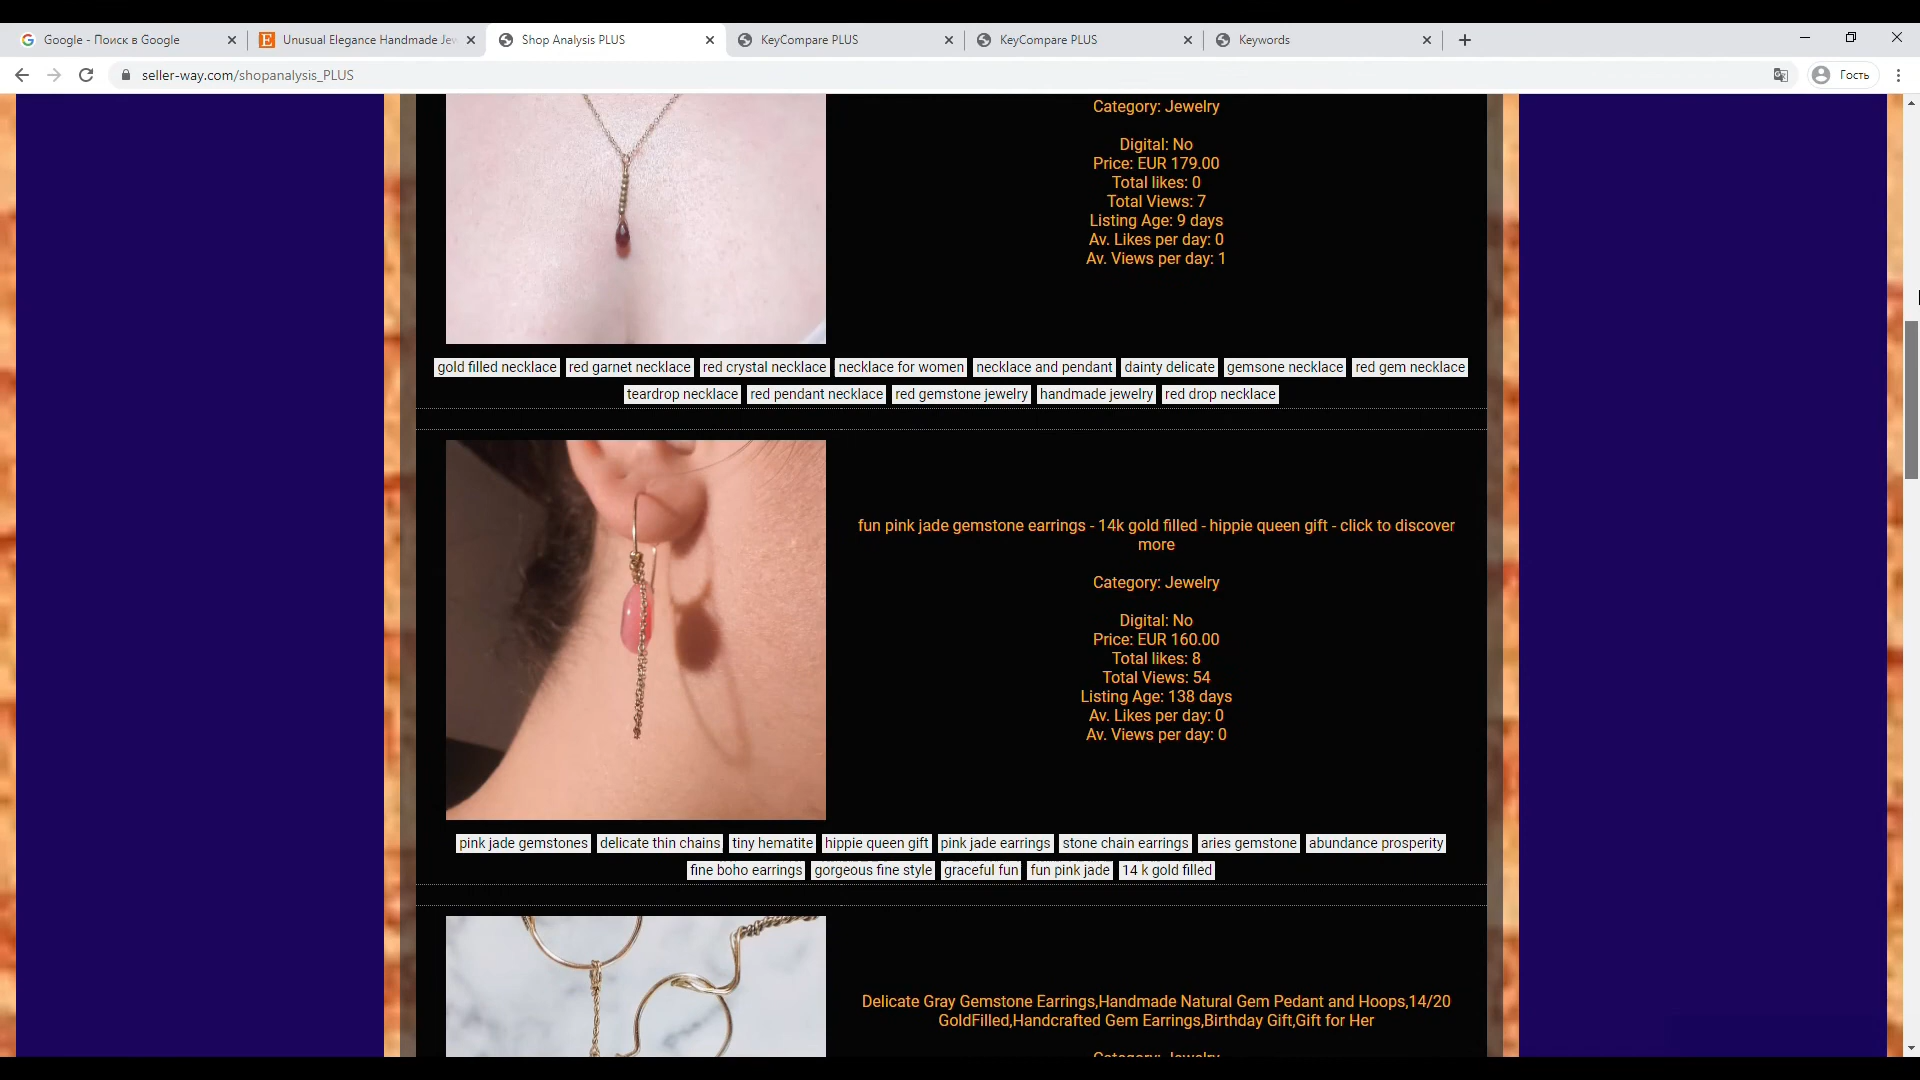 Google - Поиск в Google
Unusual Elegance Handmade Jew
Shop Analysis PLUS
KeyCompare PLUS
KeyCompare PLUS
Keywords
seller-way.com/shopanalysis_PLUS
Гость
Category: Jewelry
Digital: No
Price: EUR 179.00
Total likes: 0
Total Views: 7
Listing Age: 9 days
Av. Likes per day: 0
Av. Views per day: 1
gold filled necklace red garnet necklace red crystal necklace necklace for women necklace and pendant dainty delicate gemsone necklace red gem necklace
teardrop necklace red pendant necklace red gemstone jewelry handmade jewelry red drop necklace
fun pink jade gemstone earrings - 14k gold filled - hippie queen gift - click to discover
more
Category: Jewelry
Digital: No
Price: EUR 160.00
Total likes: 8
Total Views: 54
Listing Age: 138 days
Av. Likes per day: 0
Av. Views per day: 0
pink jade gemstones delicate thin chains tiny hematite hippie queen gift pink jade earrings stone chain earrings aries gemstone abundance prosperity
fine boho earrings gorgeous fine style graceful fun fun pink jade 14 k gold filled
Delicate Gray Gemstone Earrings,Handmade Natural Gem Pedant and Hoops,14/20
GoldFilled,Handcrafted Gem Earrings,Birthday Gift,Gift for Her
Category: Jewelry